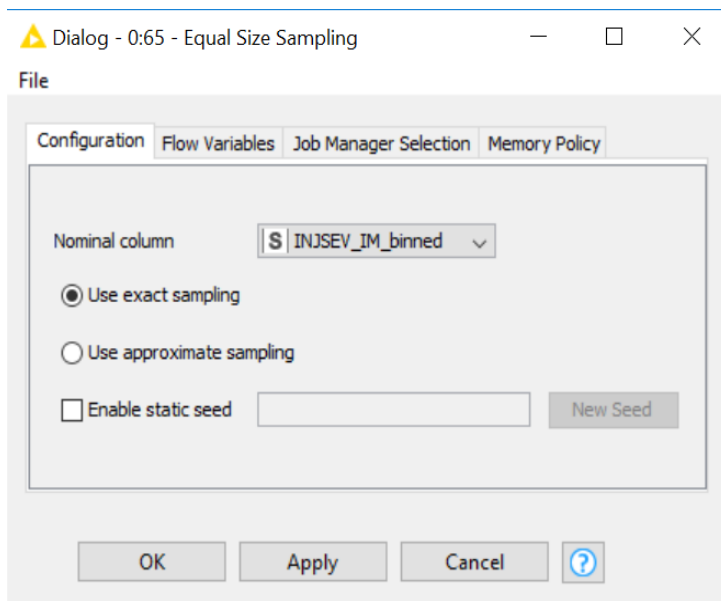 Dialog - 0:65 - Equal Size Sampling
File
Configuration Flow Variables Job Manager Selection Memory Policy
Nominal column S INJSEV_IM_binned
Use exact sampling
Use approximate sampling
Enable static seed New Seed
OK Apply Cancel ?